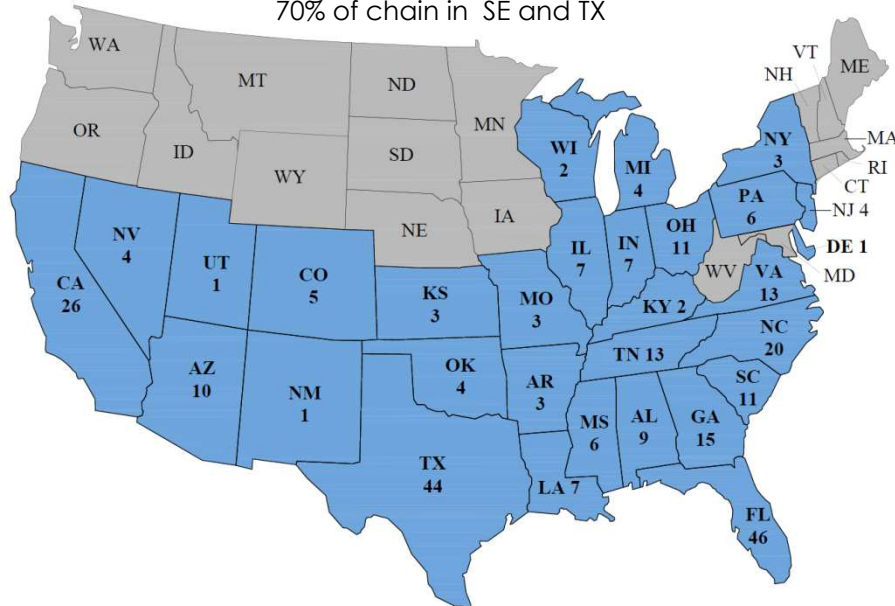 70% of chain in SE and TX
WA
MT
ND
MN
VT
ME
NH
OR
ID
WY
SD
WI
2
MI
4
NY
3
MA
RI
CT
NE
IA
PA
6
NJ 4
NV
4
UT
1
CO
5
IL
7
IN
7
OH
11
DE 1
WV
MD
CA
26
KS
3
MO
3
KY 2
VA
13
AZ
10
NM
1
OK
4
AR
3
TN 13
NC
20
SC
11
MS
6
AL
9
GA
15
TX
44
LA 7
FL
46